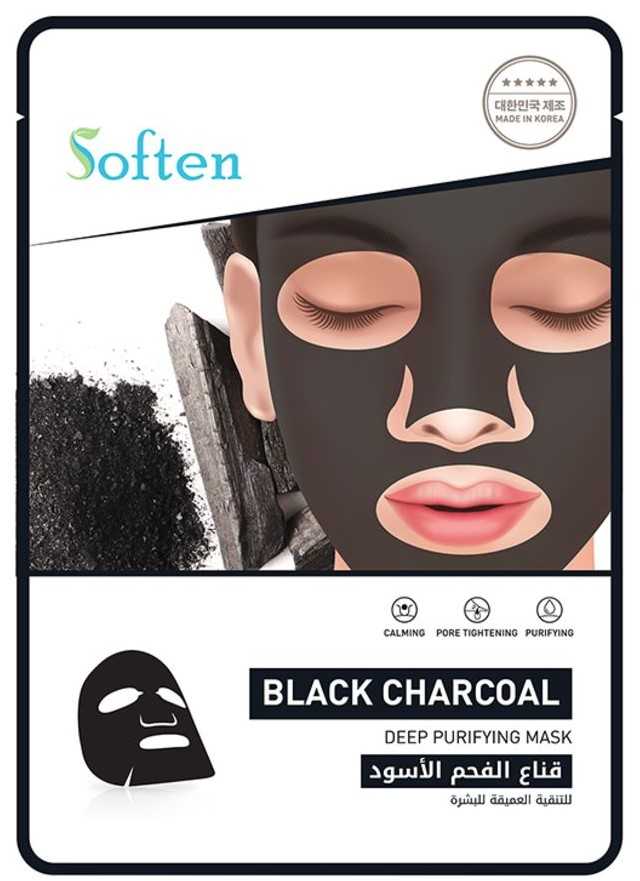 대한민국 제조
MADE IN KOREA
Soften
CALMING PORE TIGHTENING PURIFYING
BLACK CHARCOAL
DEEP PURIFYING MASK
قناع الفحم الأسود
للتنقية العميقة للبشرة